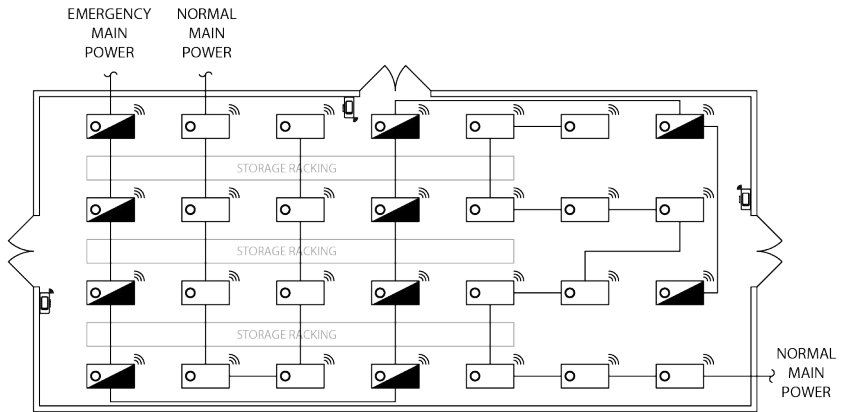 EMERGENCY
MAIN
POWER
NORMAL
MAIN
POWER
STORAGE RACKING
STORAGE RACKING
STORAGE RACKING
NORMAL
MAIN
POWER